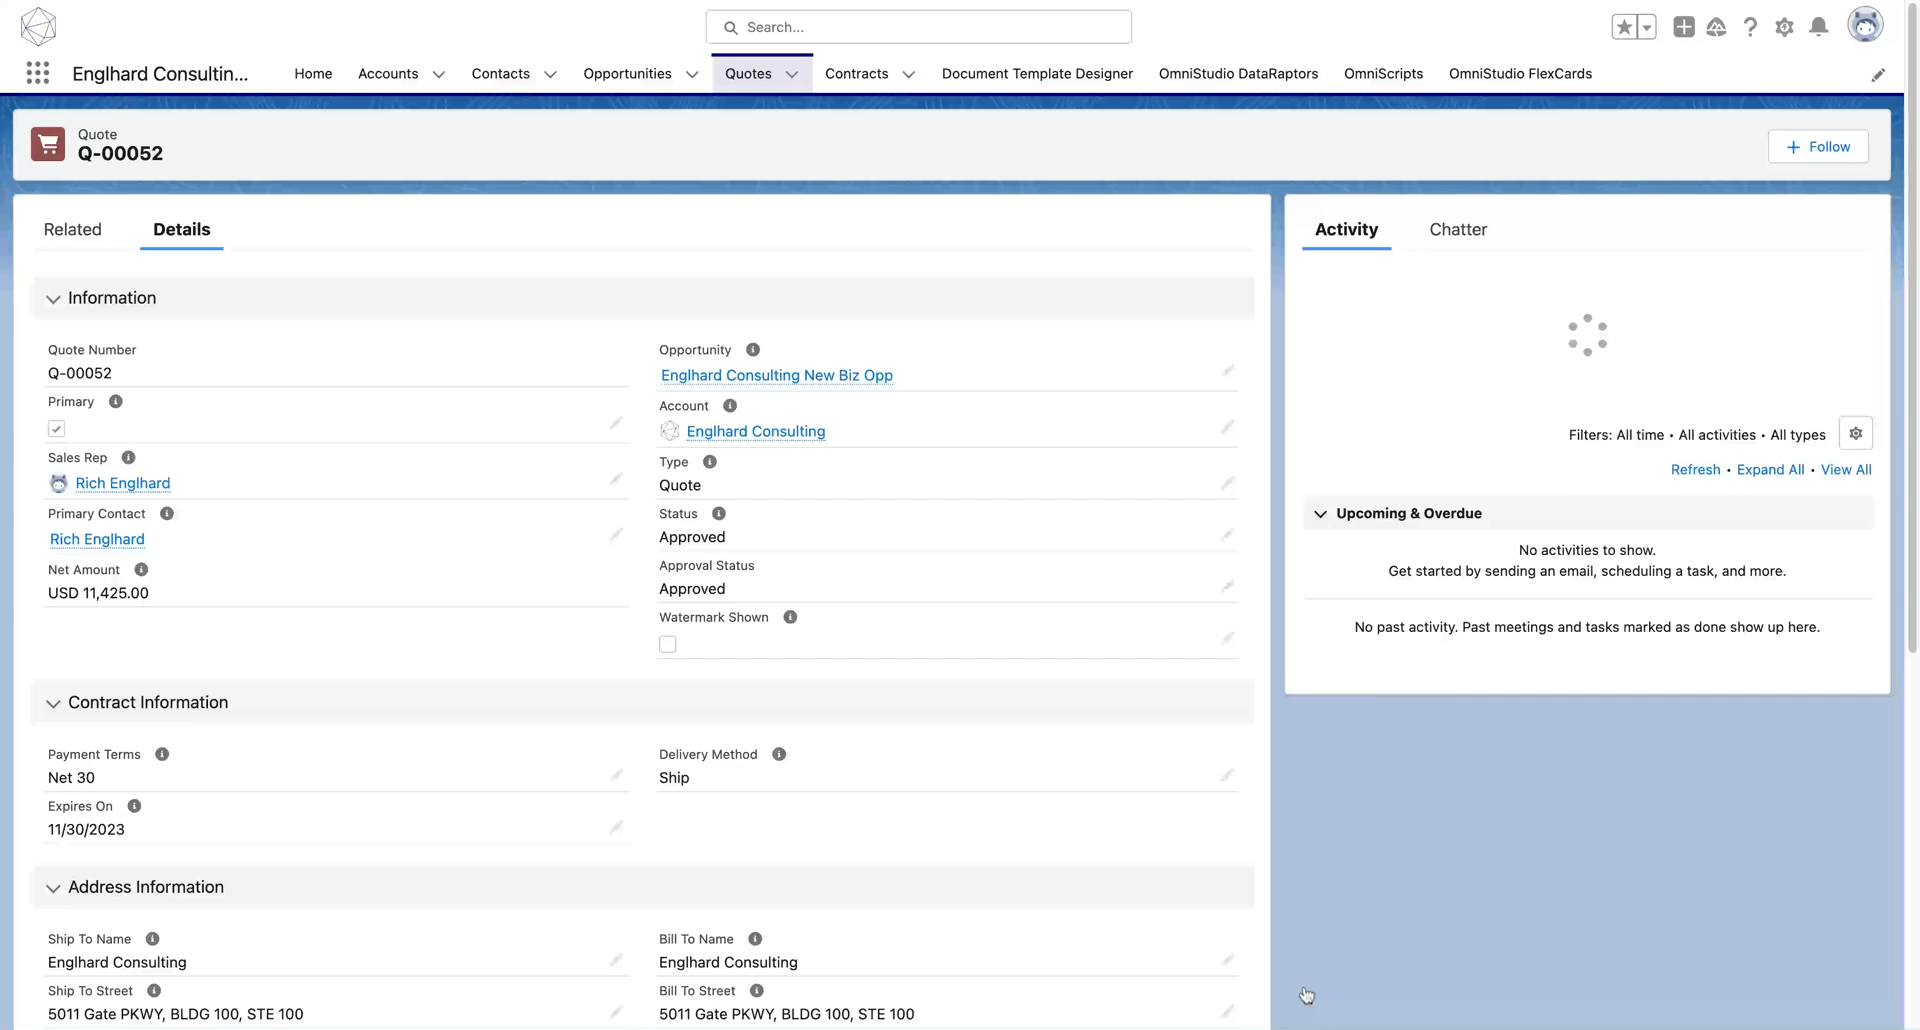 Search...
Englhard Consultin...
Home
Accounts
Contacts
Opportunities
Quotes
Contracts
Document Template Designer
OmniStudio DataRaptors
OmniScripts
OmniStudio FlexCards
Quote
Q-00052
Follow
Related
Details
Information
Quote Number
Q-00052
Primary
Sales Rep
Rich Englhard
Primary Contact
Rich Englhard
Net Amount
USD 11,425.00
Opportunity
Englhard Consulting New Biz Opp
Account
Englhard Consulting
Type
Quote
Status
Approved
Approval Status
Approved
Watermark Shown
Contract Information
Payment Terms
Net 30
Expires On
11/30/2023
Delivery Method
Ship
Address Information
Ship To Name
Englhard Consulting
Ship To Street
5011 Gate PKWY, BLDG 100, STE 100
Bill To Name
Englhard Consulting
Bill To Street
5011 Gate PKWY, BLDG 100, STE 100
Activity
Chatter
Filters: All time • All activities • All types
Refresh • Expand All • View All
Upcoming & Overdue
No activities to show.
Get started by sending an email, scheduling a task, and more.
No past activity. Past meetings and tasks marked as done show up here.